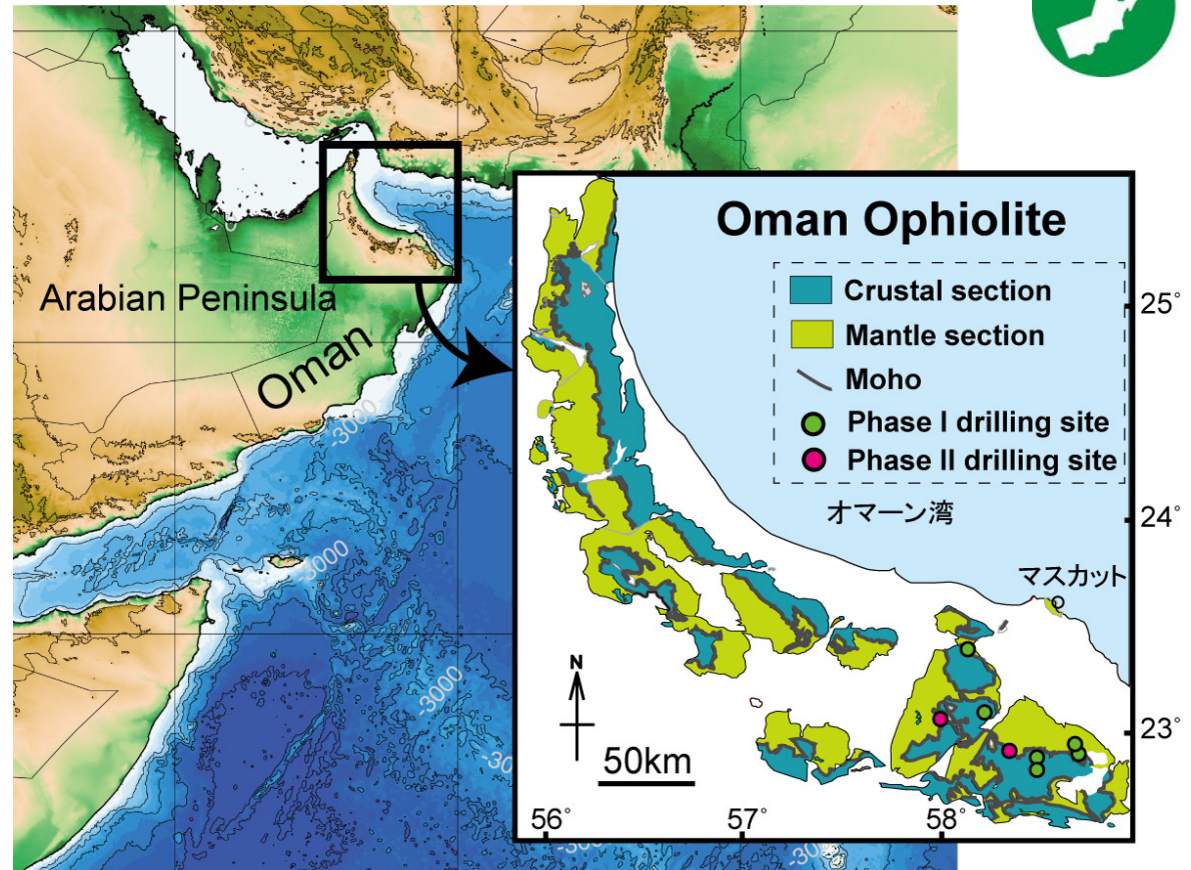 Arabian Peninsula
Oman
-3000
-3000
-3000
-3000
Oman Ophiolite
Crustal section
Mantle section
Moho
Phase I drilling site
Phase II drilling site
オマーン湾
マスカット
25°
24°
23°
N
50km
56°
57°
58°